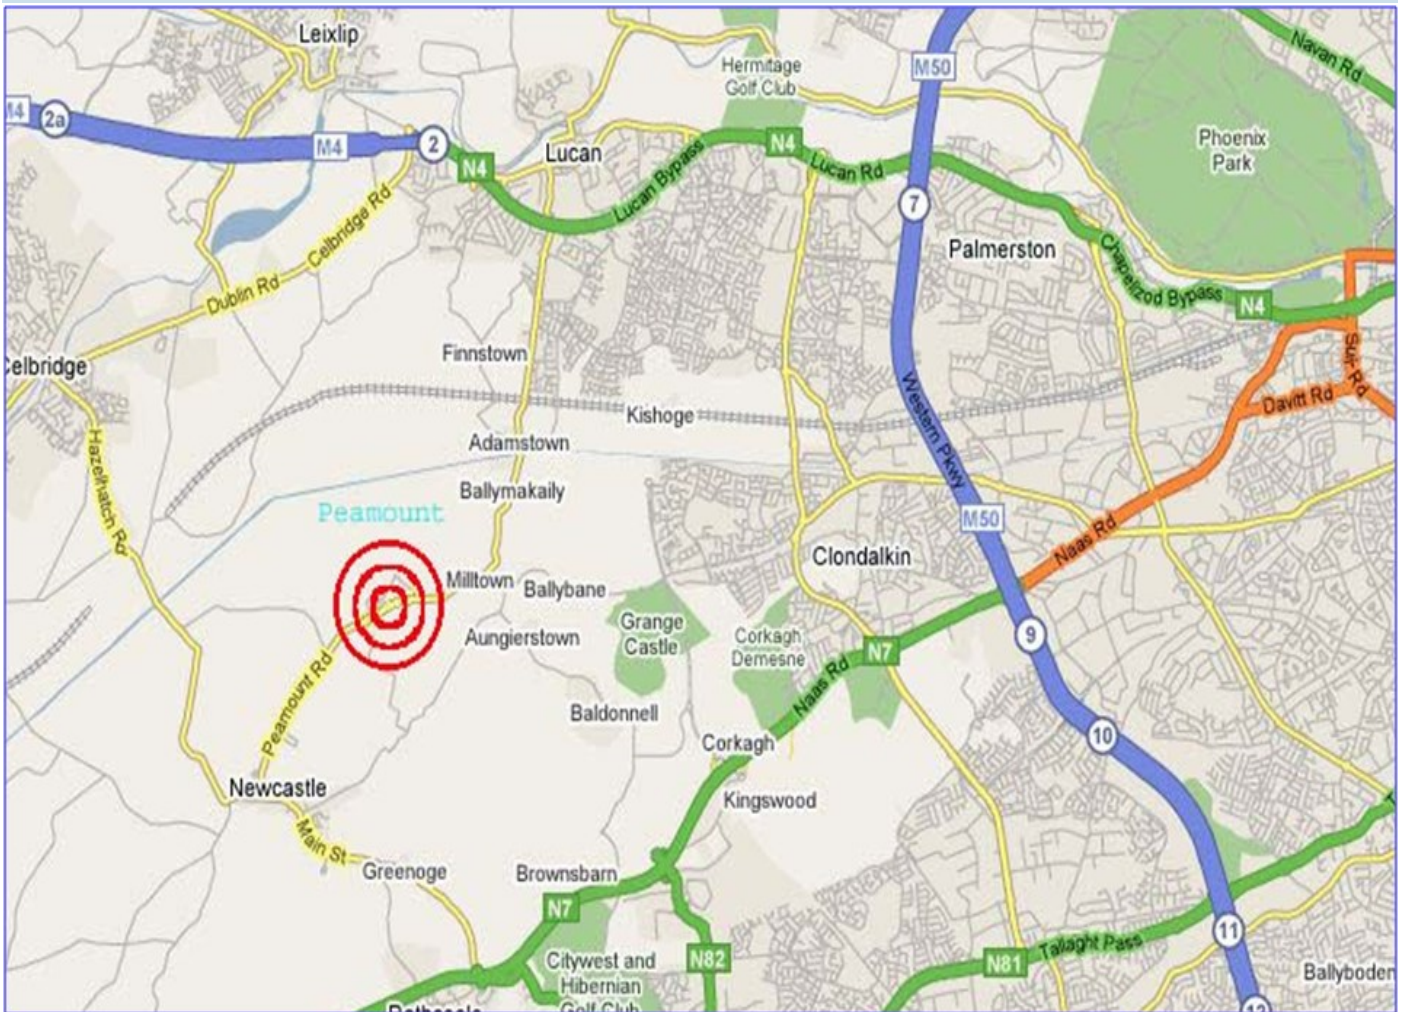 Leixlip
Navan Rd
Hermitage
Golf Club
M50
M4
2a
M4
2
N4
Lucan
N4
Lucan Bypass
Lucan Rd
Phoenix
Park
7
Palmerston
Celbridge Rd
Dublin Rd
Chapelizod Bypass
N4
Finnstown
Celbridge
Suir Rd
Davitt Rd
Western Pkwy
Kishoge
Adamstown
Hazelhatch Rd
Ballymakaily
Peamount
M50
Naas Rd
Clondalkin
Milltown
Ballybane
Grange
Castle
Corkagh
Demesne
Aungierstown
9
N7
Naas Rd
Peamount Rd
Baldonnell
Corkagh
10
Newcastle
Kingswood
Main St
Greenoge
Brownsbarn
N7
11
Tallaght Pass
N81
N82
Citywest and
Hibernian
Golf Club
Ballyboden
12